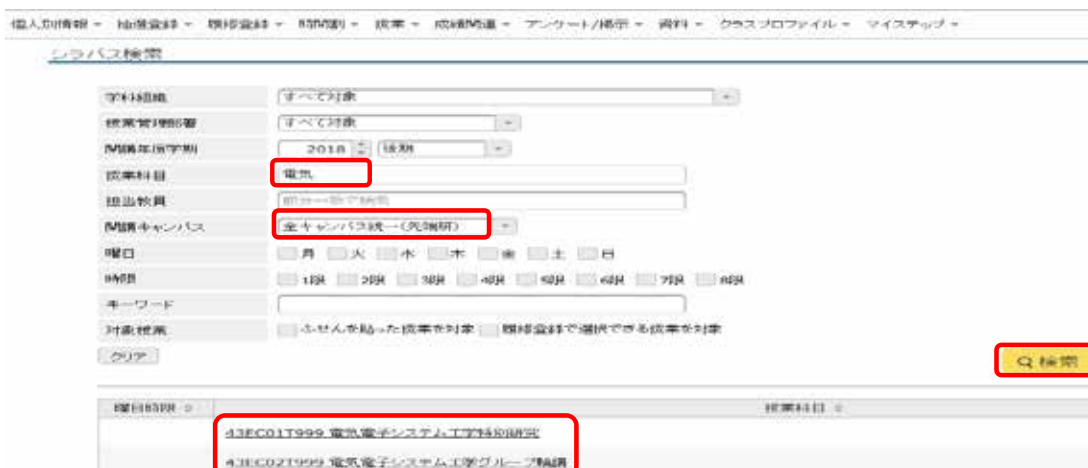 個人別情報 抽選登録 履修登録 時間割 授業 成績関連 アンケート/掲示 資料 クラスプロファイル マイステップ
シラバス検索
学科組織 すべて対象
授業管理部署 すべて対象
開講年度学期 2018 後期
授業科目 電気
担当教員 部分一致で検索
開講キャンパス 全キャンパス統一(先端研)
曜日 月 火 水 木 金 土 日
時限 1限 2限 3限 4限 5限 6限 7限 8限
キーワード
対象授業 ふせんを貼った授業を対象 履修登録で選択できる授業を対象
クリア
検索
曜日時限 授業科目
43EC01T999 電気電子システム工学特別研究
43EC02T999 電気電子システム工学グループ輪講